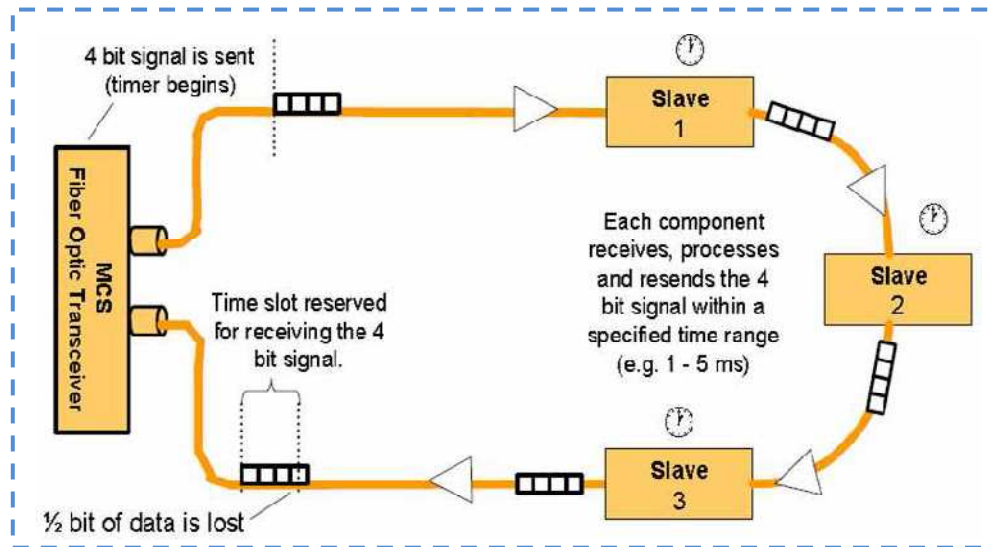 4 bit signal is sent
(timer begins)
MCS
Fiber Optic Transceiver
Slave
1
Each component
receives, processes
and resends the 4
bit signal within a
specified time range
(e.g. 1 - 5 ms)
Slave
2
Time slot reserved
for receiving the 4
bit signal.
Slave
3
½ bit of data is lost